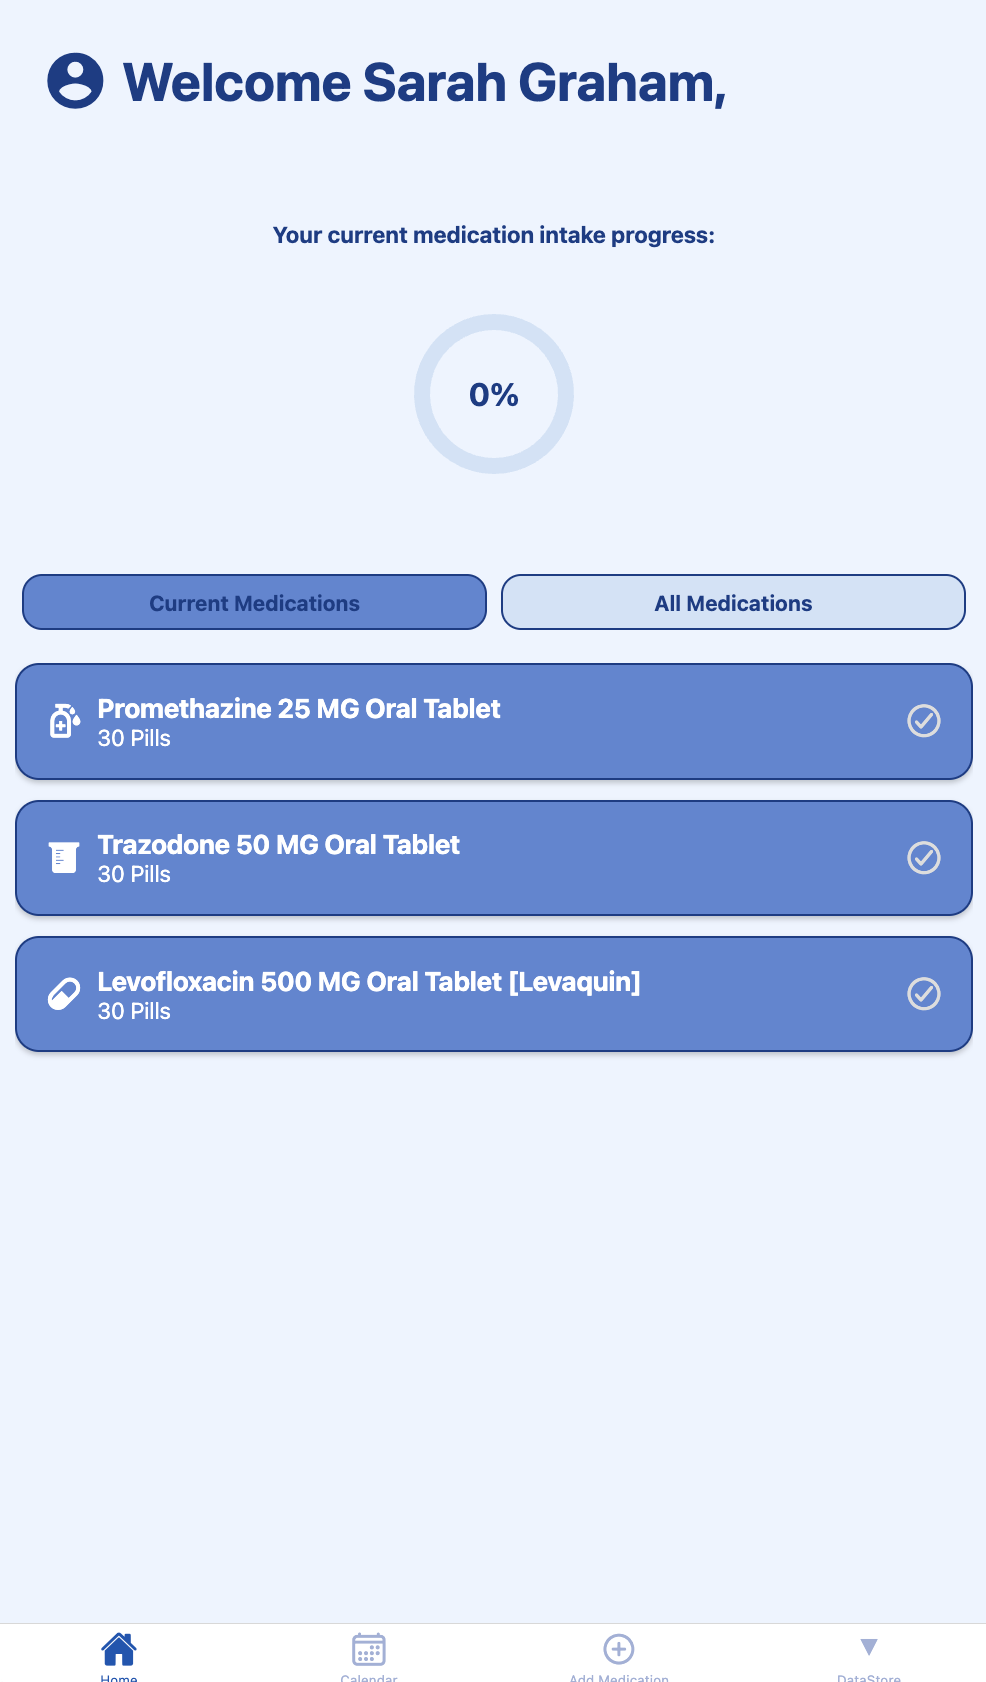 Welcome Sarah Graham,
Your current medication intake progress:
0%
Current Medications
All Medications
Promethazine 25 MG Oral Tablet
30 Pills
Trazodone 50 MG Oral Tablet
30 Pills
Levofloxacin 500 MG Oral Tablet [Levaquin]
30 Pills
Home
Calendar
Add Medication
DataStore